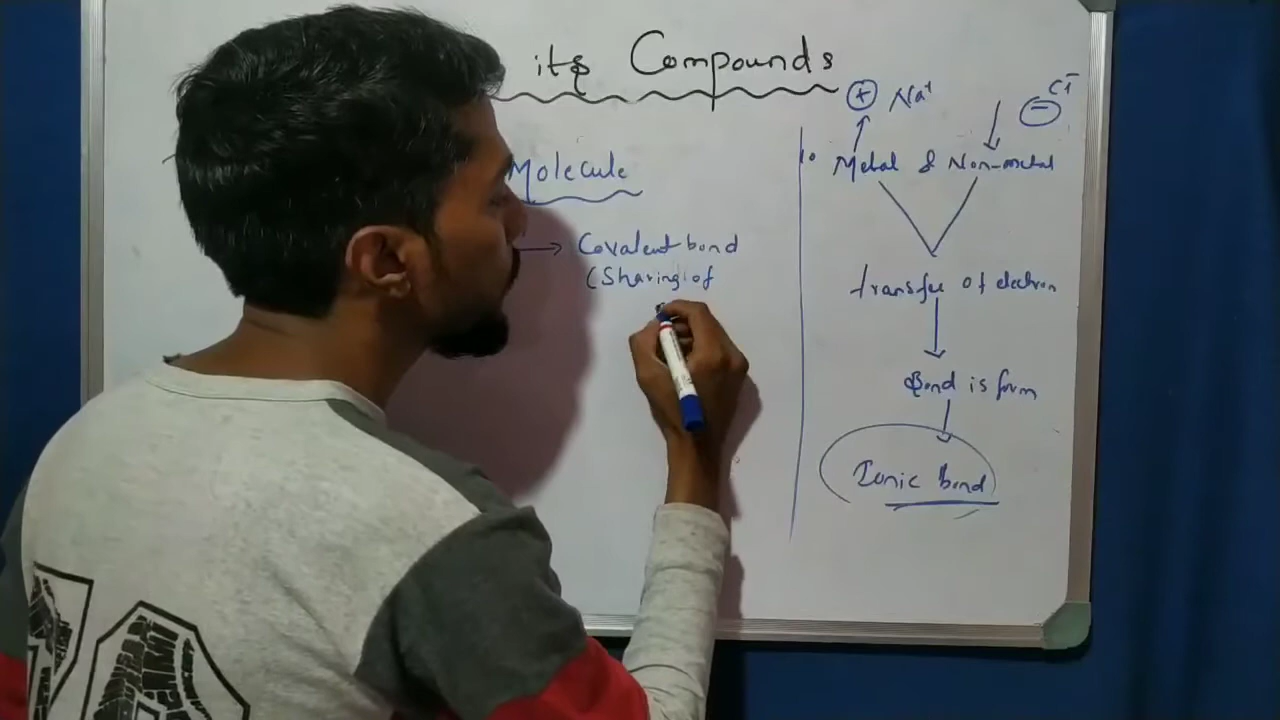 its Compounds
Molecule
→ Covalent bond
(Sharing of
⊕ Na⁺
⊖ Cl⁻
1. Metal & Non-metal
transfer of electron
Bond is form
Ionic Bond